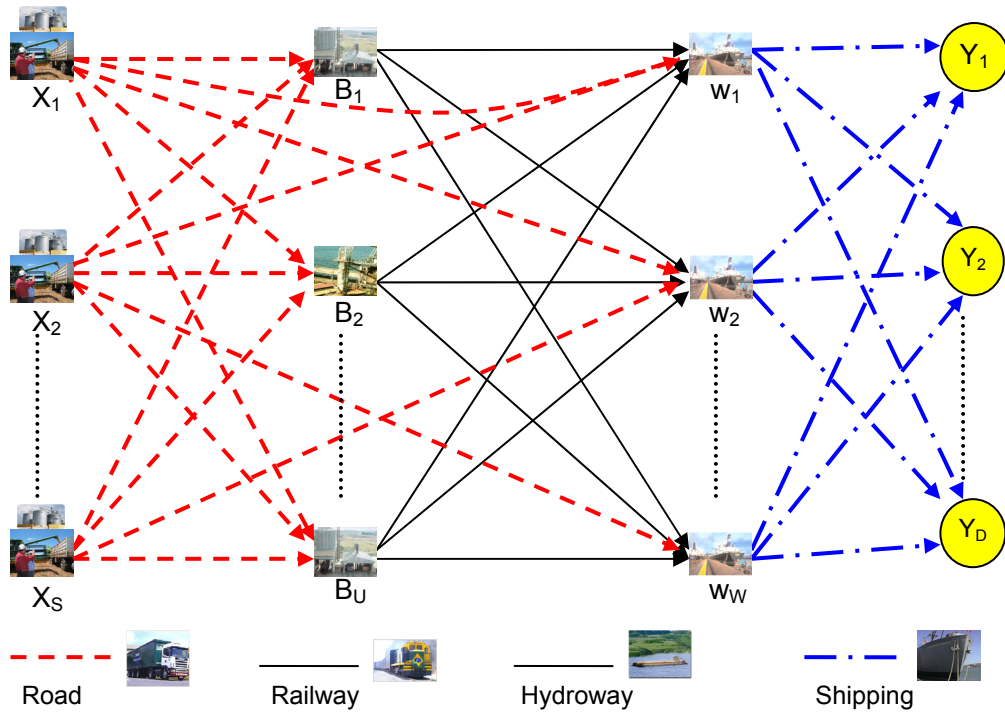 X1 B1 w1 Y1
X2 B2 w2 Y2
XS BU wW YD
Road Railway Hydroway Shipping